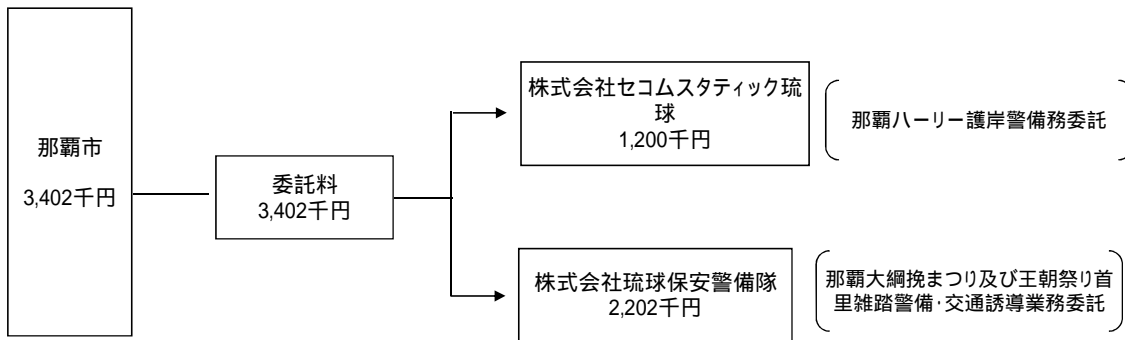 那覇市
3,402千円
委託料
3,402千円
株式会社セコムスタティック琉
球
1,200千円
那覇ハーリー護岸警備務委託
株式会社琉球保安警備隊
2,202千円
那覇大綱挽まつり及び王朝祭り首
里雑踏警備・交通誘導業務委託